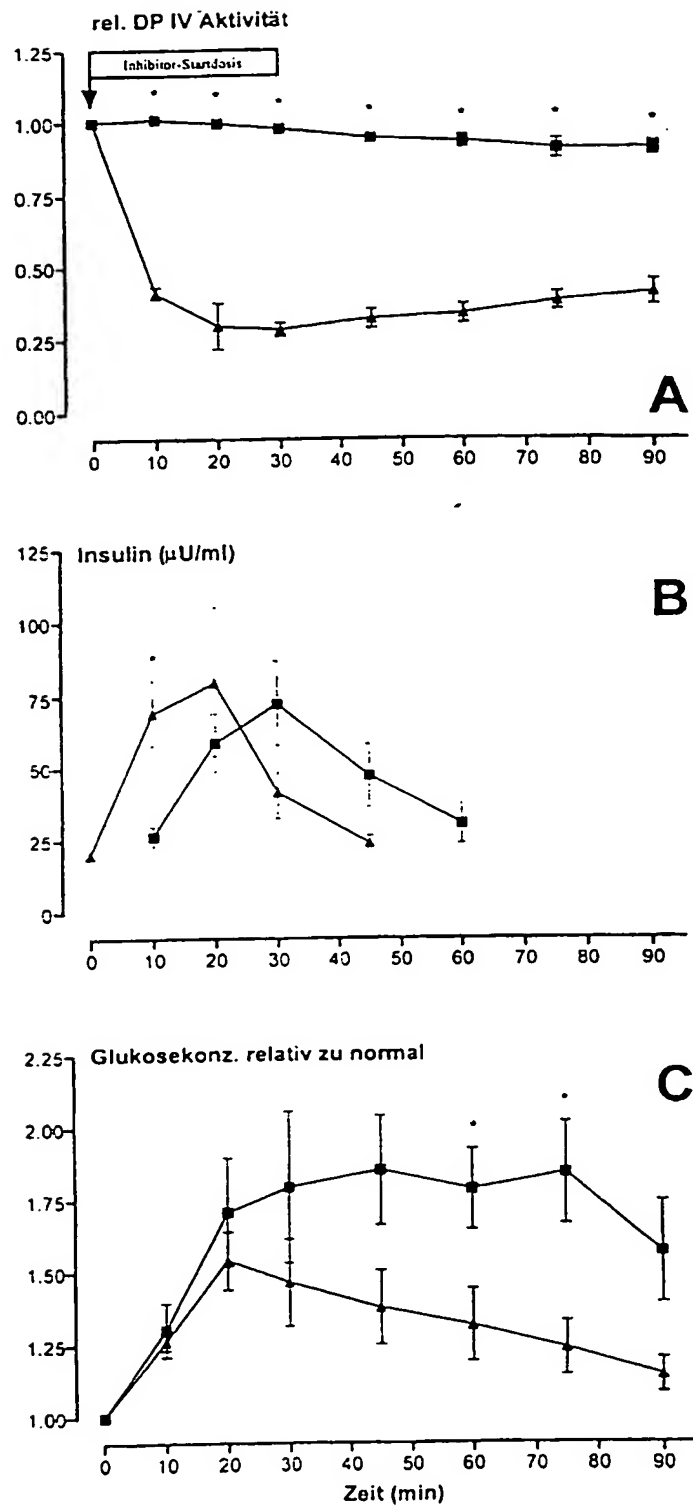 rel. DP IV Aktivität
Inhibitor-Startdosis
1.25
1.00
0.75
0.50
0.25
0.00
A
0 10 20 30 40 50 60 70 80 90
Insulin (µU/ml)
B
125
100
75
50
25
0
0 10 20 30 40 50 60 70 80 90
Glukosekonz. relativ zu normal
C
2.25
2.00
1.75
1.50
1.25
1.00
0 10 20 30 40 50 60 70 80 90
Zeit (min)